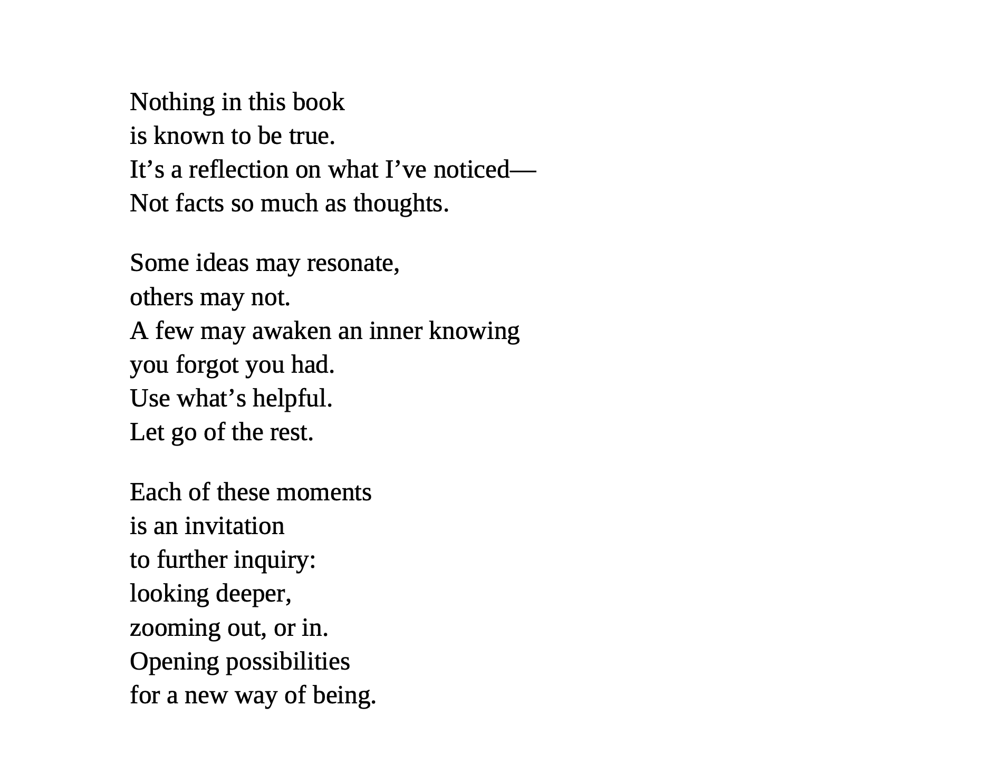 Nothing in this book
is known to be true.
It’s a reflection on what I’ve noticed—
Not facts so much as thoughts.
Some ideas may resonate,
others may not.
A few may awaken an inner knowing
you forgot you had.
Use what’s helpful.
Let go of the rest.
Each of these moments
is an invitation
to further inquiry:
looking deeper,
zooming out, or in.
Opening possibilities
for a new way of being.